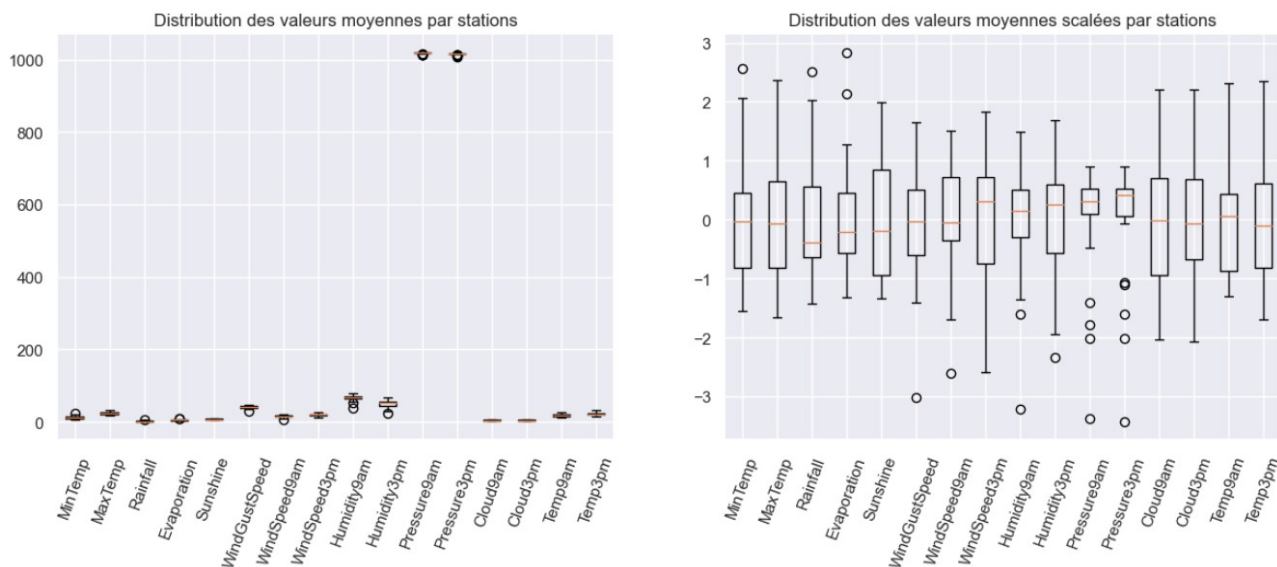 Distribution des valeurs moyennes par stations
1000
800
600
400
200
0
MinTemp
MaxTemp
Rainfall
Evaporation
Sunshine
WindGustSpeed
WindSpeed9am
WindSpeed3pm
Humidity9am
Humidity3pm
Pressure9am
Pressure3pm
Cloud9am
Cloud3pm
Temp9am
Temp3pm
Distribution des valeurs moyennes scalées par stations
3
2
1
0
−1
−2
−3
MinTemp
MaxTemp
Rainfall
Evaporation
Sunshine
WindGustSpeed
WindSpeed9am
WindSpeed3pm
Humidity9am
Humidity3pm
Pressure9am
Pressure3pm
Cloud9am
Cloud3pm
Temp9am
Temp3pm